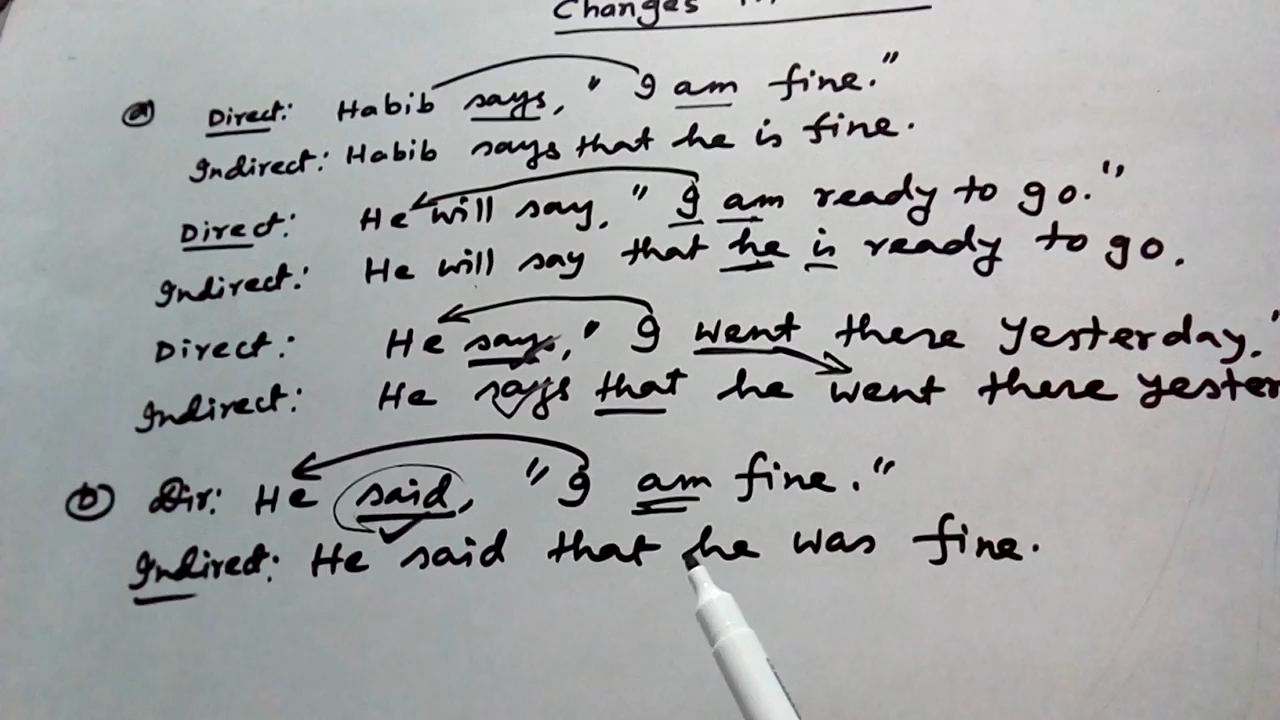 Changes
(a) Direct: Habib says, "I am fine."
Indirect: Habib says that he is fine.
Direct: He will say, "I am ready to go."
Indirect: He will say that he is ready to go.
Direct: He says, "I went there yesterday."
Indirect: He says that he went there yester
(b) Dir: He said, "I am fine."
Indirect: He said that he was fine.